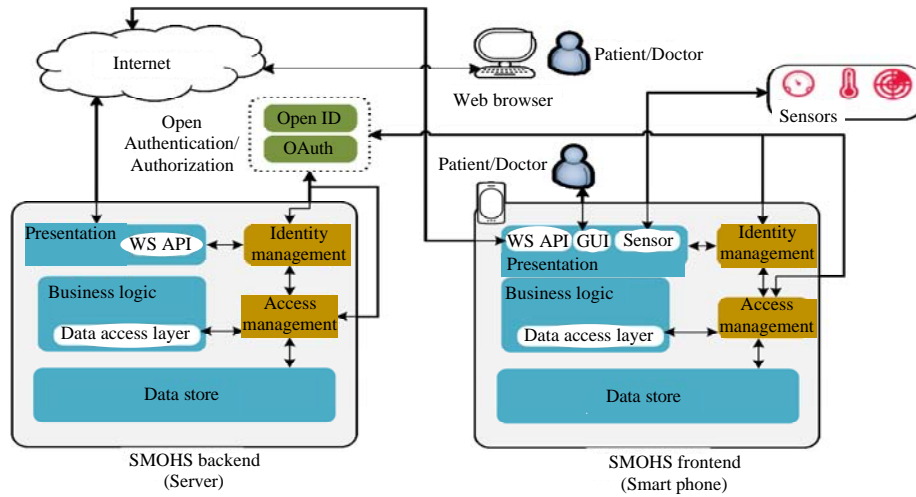 Internet
Patient/Doctor
Web browser
Sensors
Open
Authentication/
Authorization
Open ID
OAuth
Patient/Doctor
Presentation
WS API
Identity
management
Business logic
Data access layer
Access
management
Data store
SMOHS backend
(Server)
WS API
GUI
Sensor
Presentation
Identity
management
Business logic
Data access layer
Access
management
Data store
SMOHS frontend
(Smart phone)